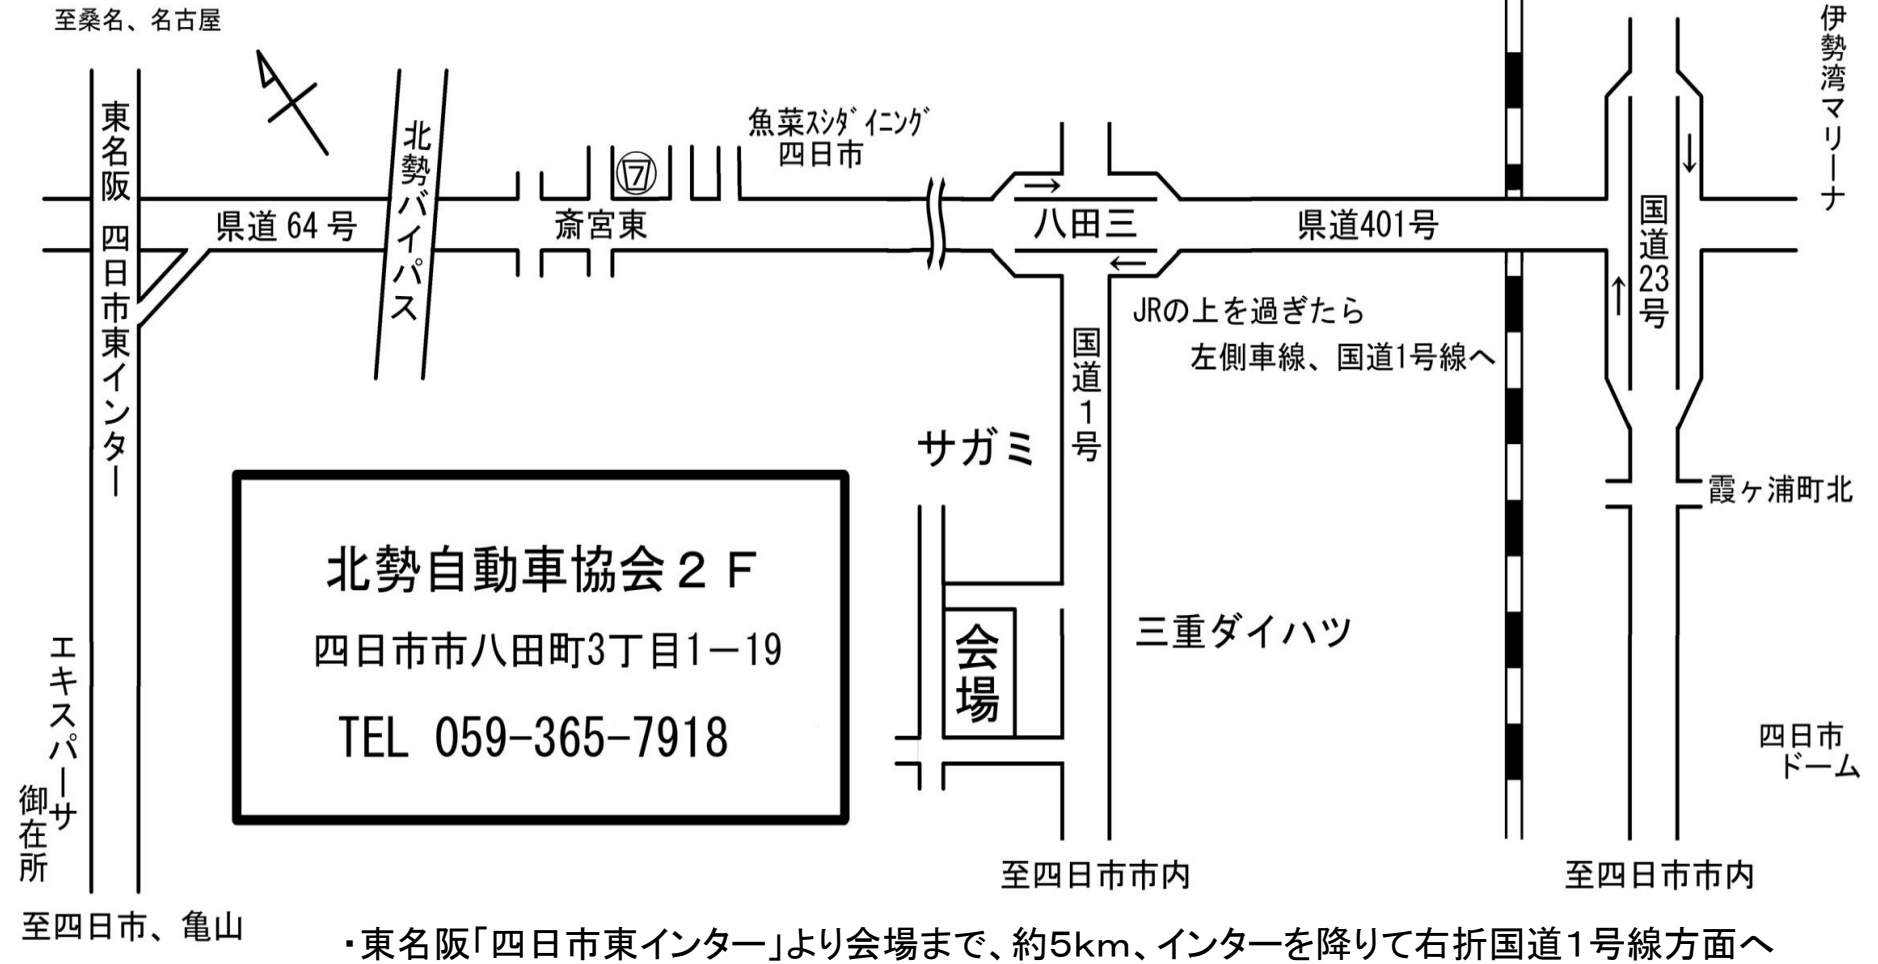 至桑名、名古屋
伊勢湾マリーナ
東名阪 四日市東インター
北勢バイパス
魚菜ｽｼﾀﾞｲﾆﾝｸﾞ
四日市
7
県道 64 号
斎宮東
八田三
県道401号
国道23号
→
←
↓
↑
JRの上を過ぎたら
左側車線、国道1号線へ
国道1号
サガミ
霞ヶ浦町北
北勢自動車協会２Ｆ
四日市市八田町3丁目1－19
TEL 059-365-7918
会場
三重ダイハツ
エキスパーサ
御在所
四日市
ドーム
至四日市市内
至四日市市内
至四日市、亀山
・東名阪「四日市東インター」より会場まで、約5km、インターを降りて右折国道１号線方面へ